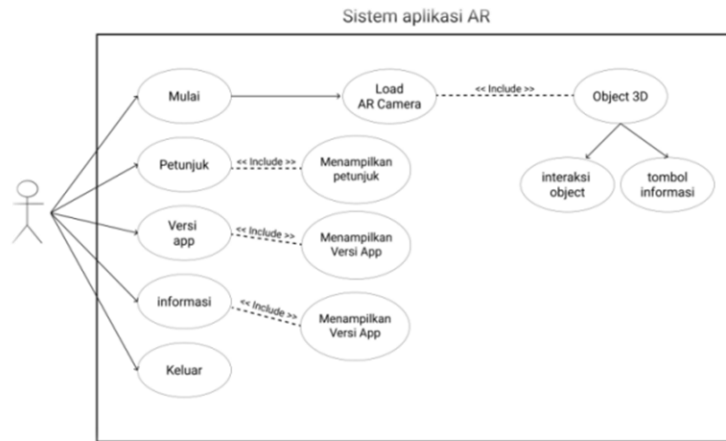 Sistem aplikasi AR
Mulai
Load
AR Camera
<< Include >>
Object 3D
Petunjuk
<< Include >>
Menampilkan
petunjuk
interaksi
object
tombol
informasi
Versi
app
<< Include >>
Menampilkan
Versi App
informasi
<< Include >>
Menampilkan
Versi App
Keluar